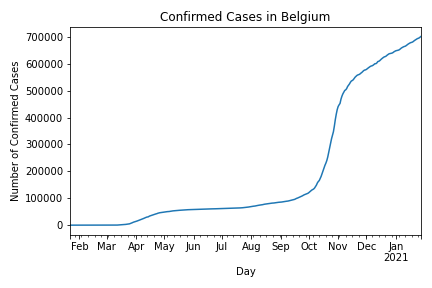 Confirmed Cases in Belgium
Number of Confirmed Cases
700000
600000
500000
400000
300000
200000
100000
0
Feb Mar Apr May Jun Jul Aug Sep Oct Nov Dec Jan
2021
Day